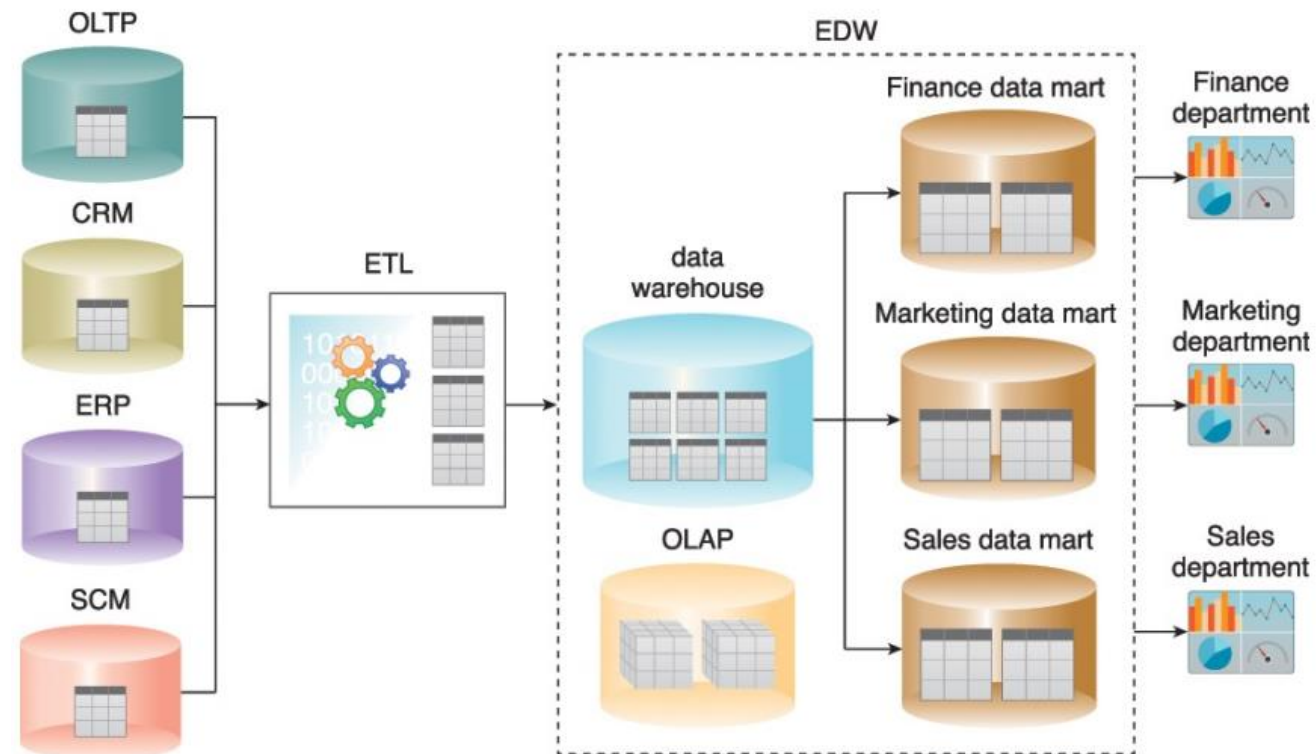 OLTP
CRM
ERP
SCM
ETL
EDW
data
warehouse
OLAP
Finance data mart
Marketing data mart
Sales data mart
Finance
department
Marketing
department
Sales
department